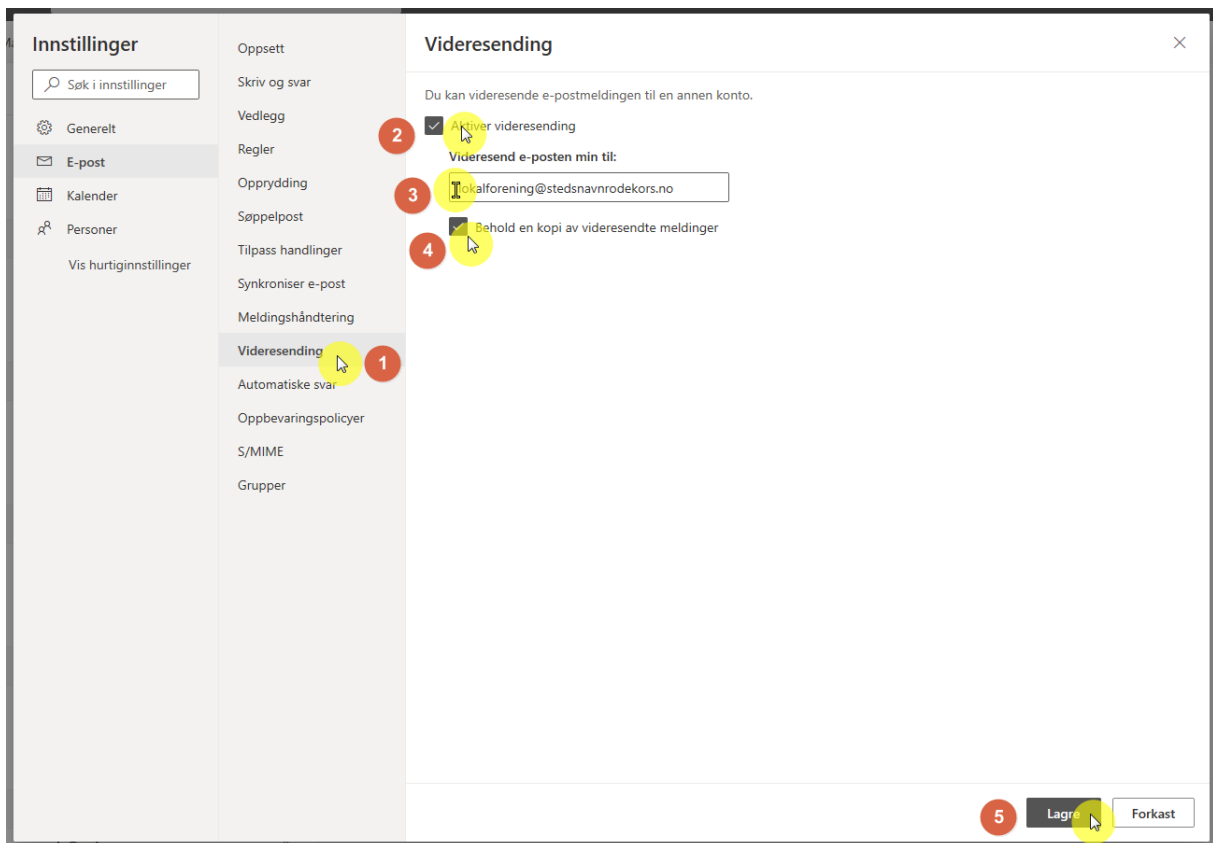 Innstillinger
Søk i innstillinger
Generelt
E-post
Kalender
Personer
Vis hurtiginnstillinger
Oppsett
Skriv og svar
Vedlegg
Regler
Opprydding
Søppelpost
Tilpass handlinger
Synkroniser e-post
Meldingshåndtering
Videresending
1
Automatiske svar
Oppbevaringspolicyer
S/MIME
Grupper
Videresending
Du kan videresende e-postmeldingen til en annen konto.
2
Aktiver videresending
Videresend e-posten min til:
3
lokalforening@stedsnavnrodekors.no
Behold en kopi av videresendte meldinger
4
5
Lagre
Forkast